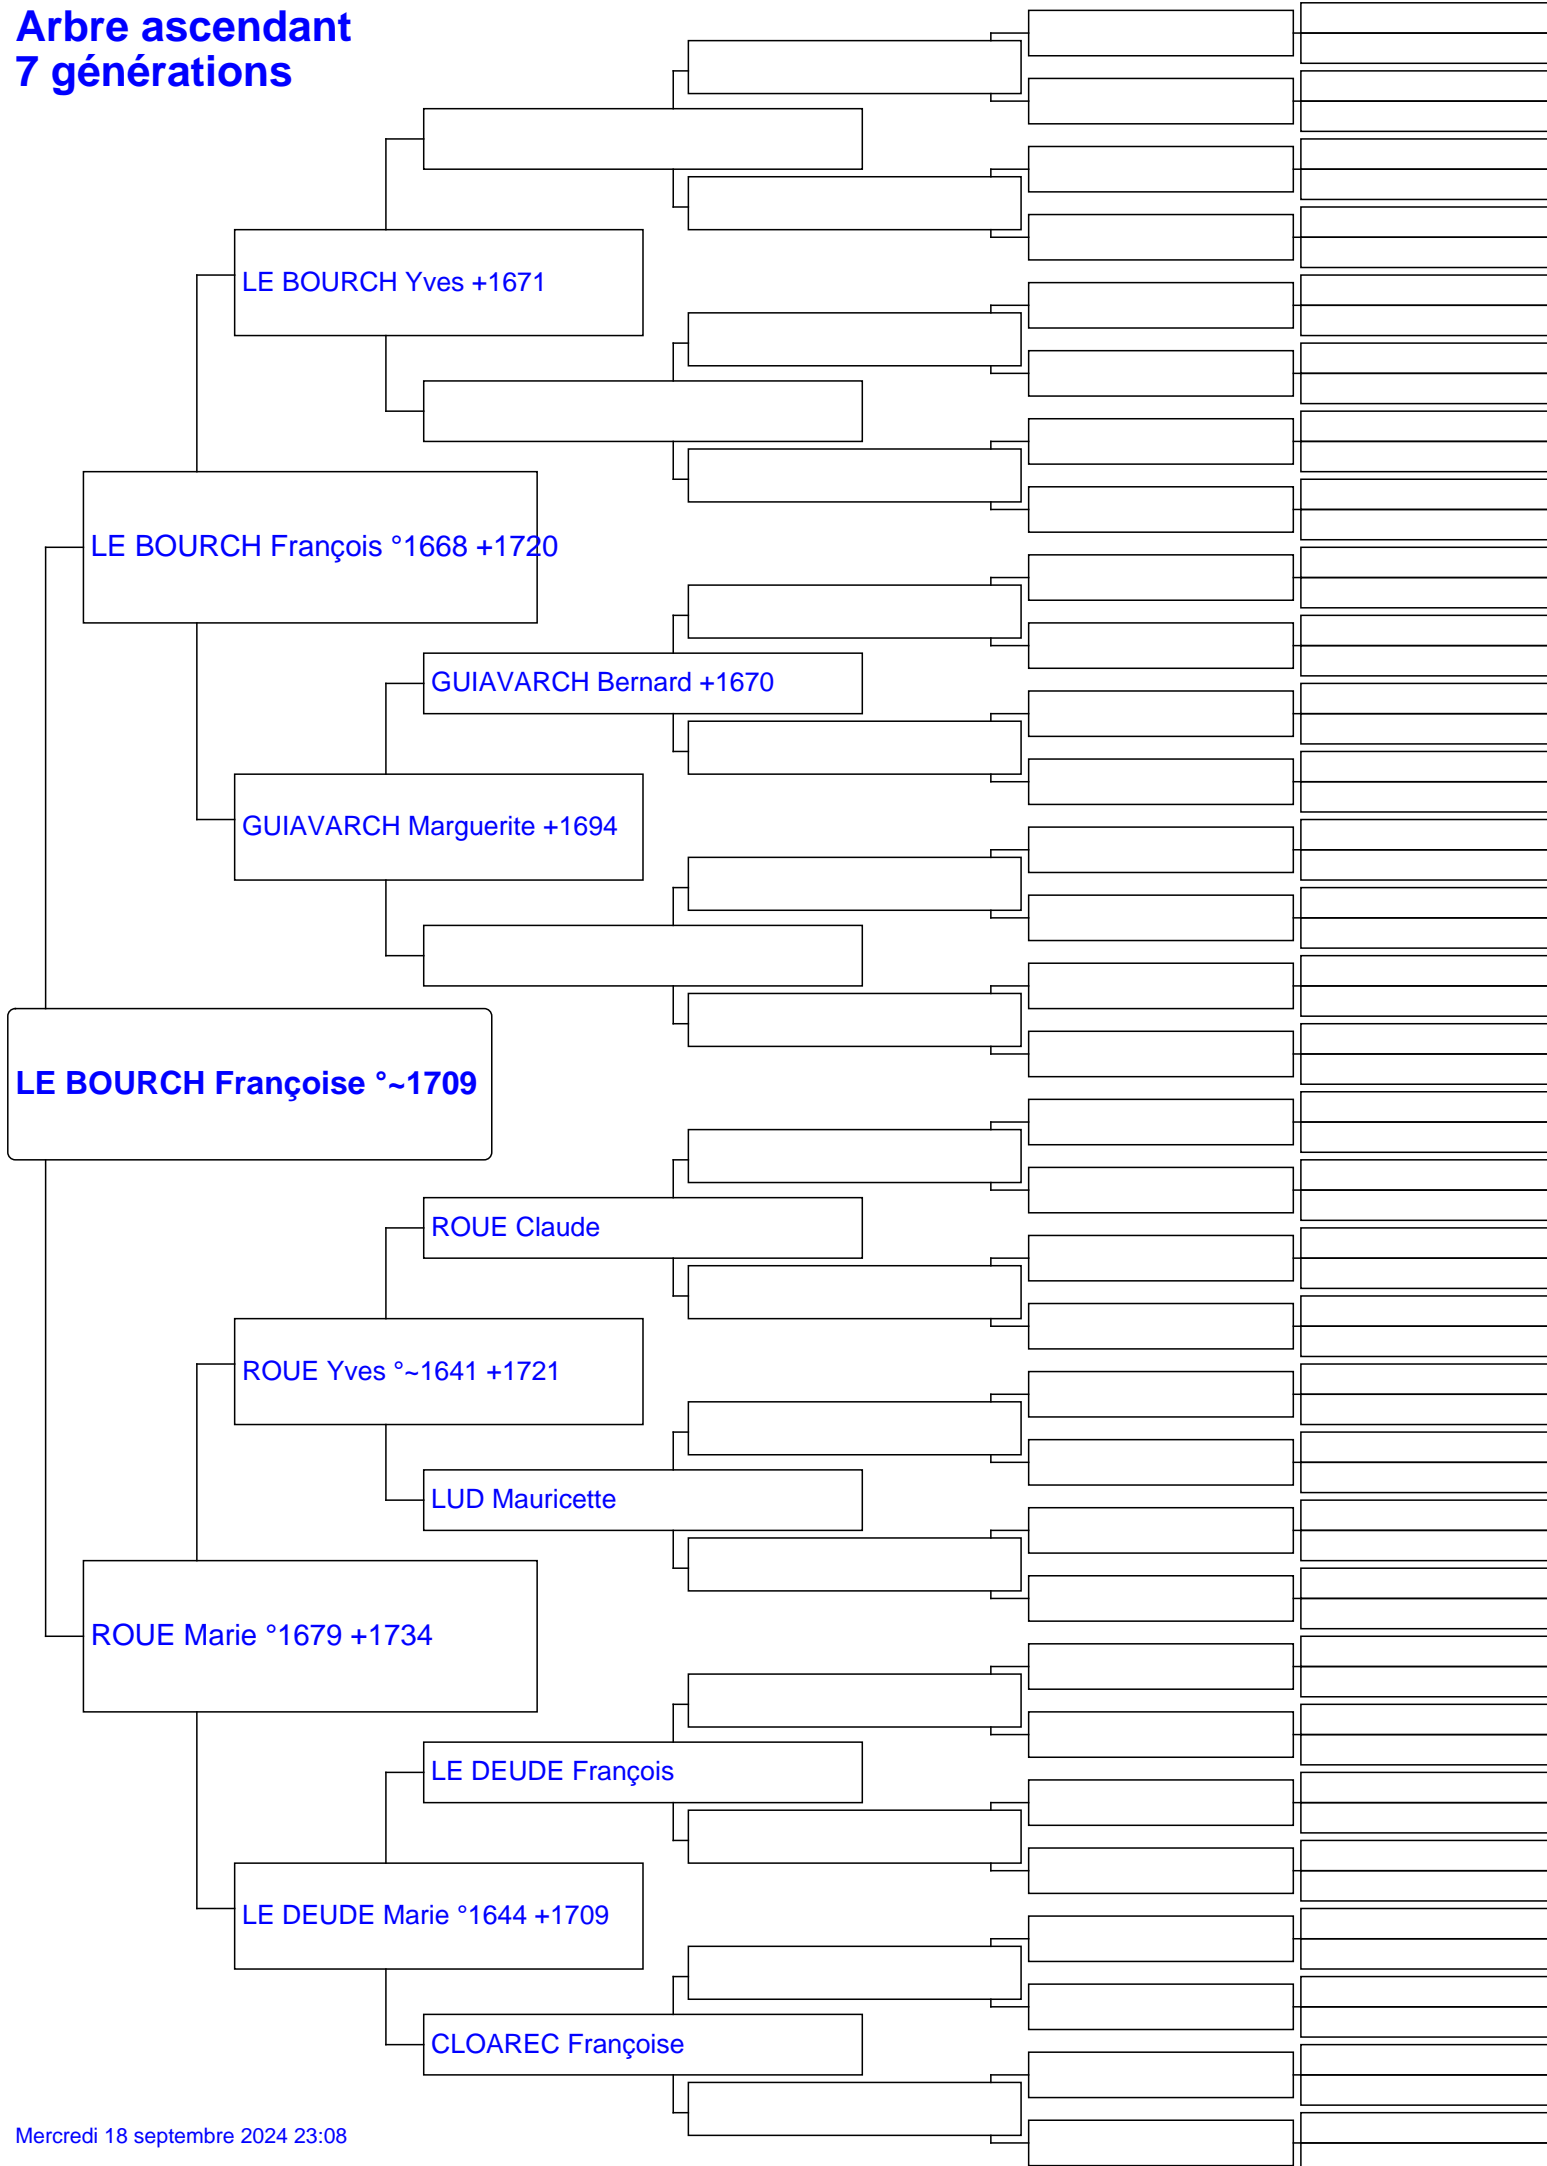 Arbre ascendant
7 générations
LE BOURCH Yves +1671
LE BOURCH François °1668 +1720
GUIAVARCH Bernard +1670
GUIAVARCH Marguerite +1694
LE BOURCH Françoise °~1709
ROUE Claude
ROUE Yves °~1641 +1721
LUD Mauricette
ROUE Marie °1679 +1734
LE DEUDE François
LE DEUDE Marie °1644 +1709
CLOAREC Françoise
Mercredi 18 septembre 2024 23:08